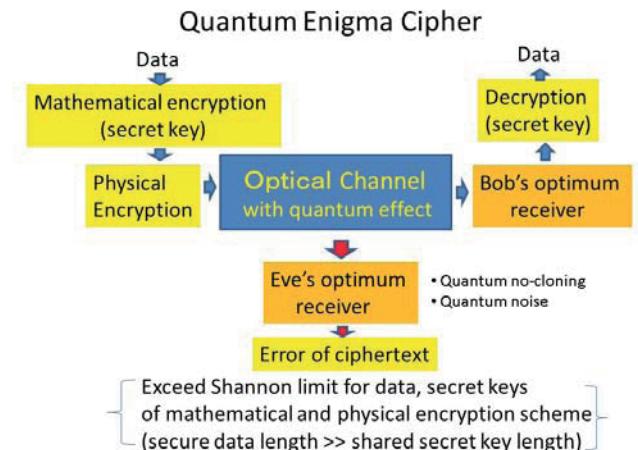 Quantum Enigma Cipher
Data
Mathematical encryption
(secret key)
Physical
Encryption
Optical Channel
with quantum effect
Data
Decryption
(secret key)
Bob's optimum
receiver
Eve's optimum
receiver
• Quantum no-cloning
• Quantum noise
Error of ciphertext
Exceed Shannon limit for data, secret keys
of mathematical and physical encryption scheme
(secure data length >> shared secret key length)